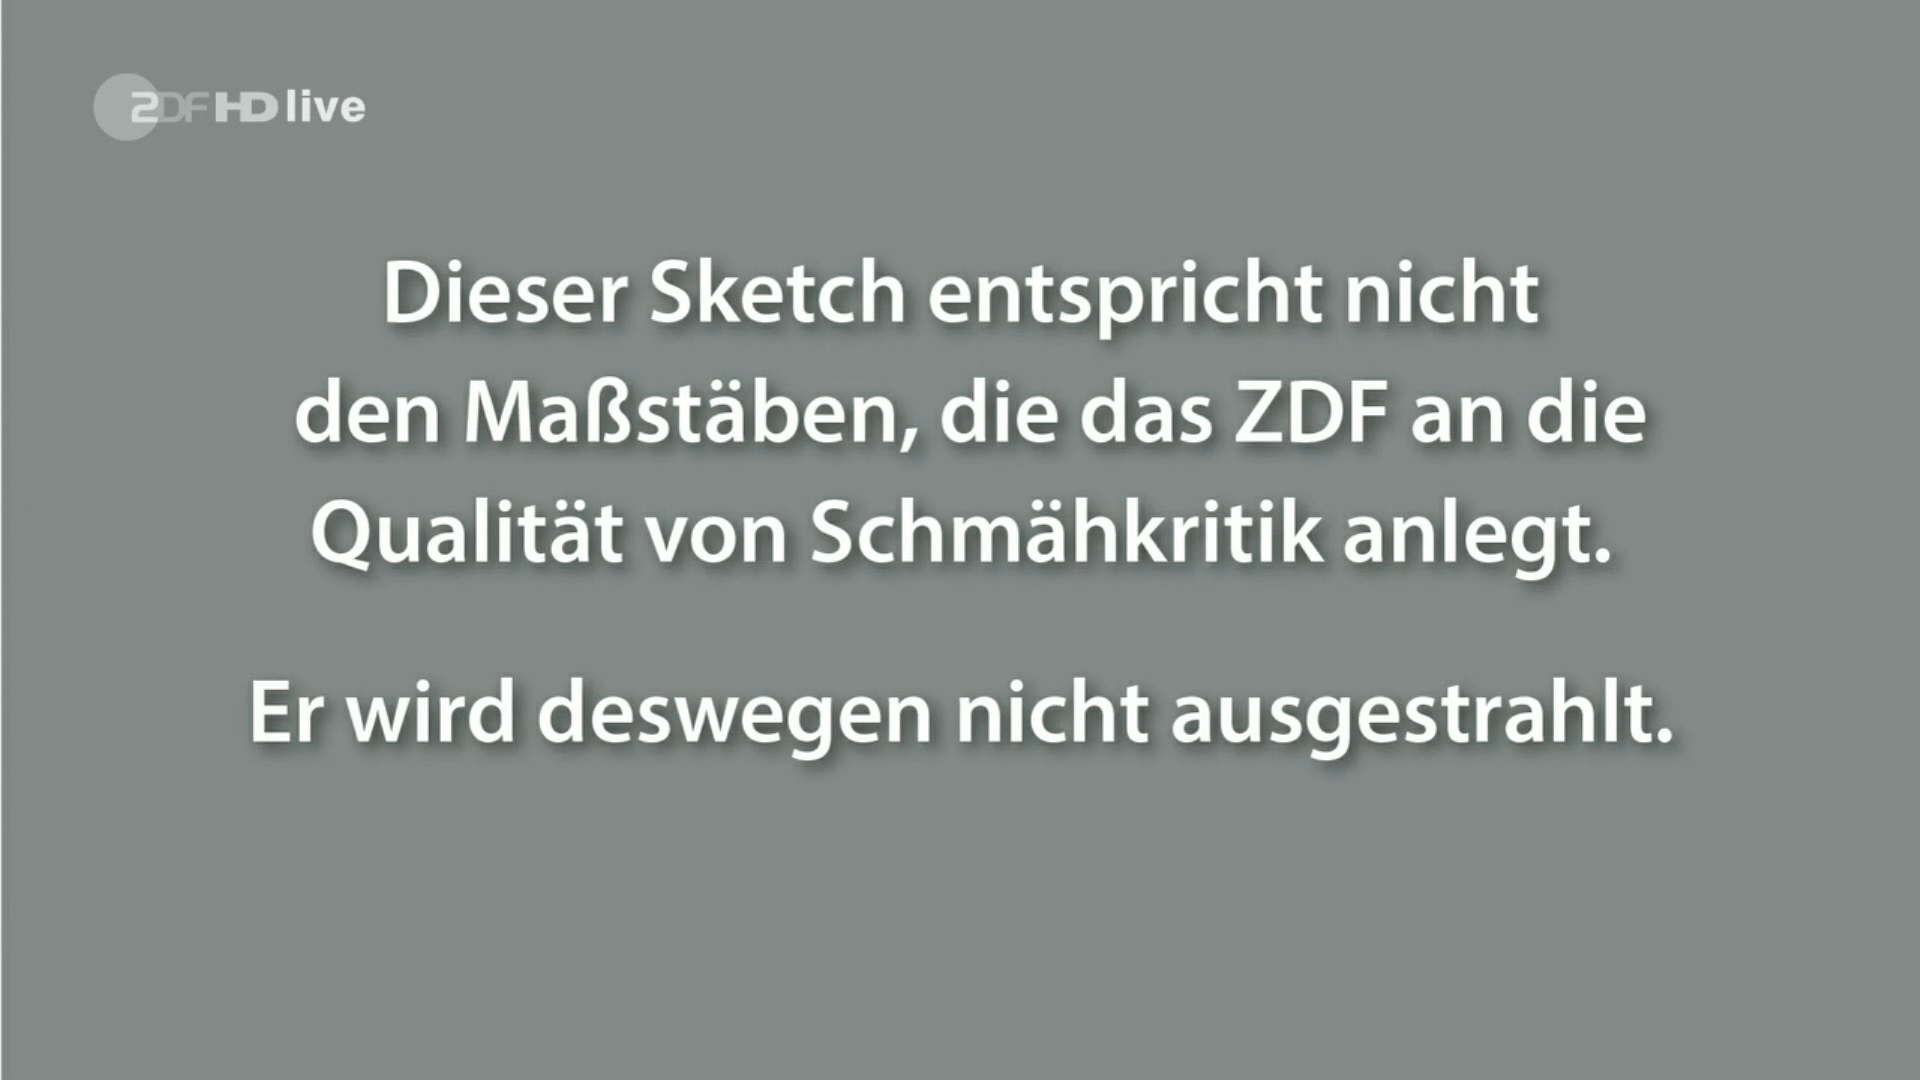 ZDF HD live
Dieser Sketch entspricht nicht
den Maßstäben, die das ZDF an die
Qualität von Schmähkritik anlegt.
Er wird deswegen nicht ausgestrahlt.